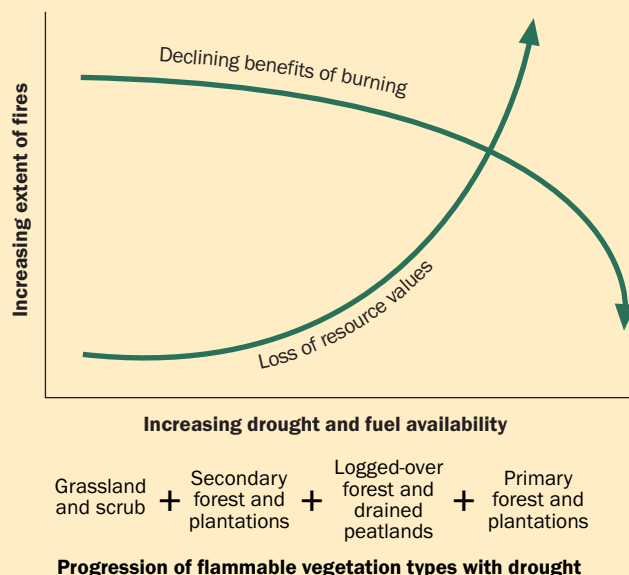 Declining benefits of burning
Increasing extent of fires
Loss of resource values
Increasing drought and fuel availability
Grassland
and scrub
+
Secondary
forest and
plantations
+
Logged-over
forest and
drained
peatlands
+
Primary
forest and
plantations
Progression of flammable vegetation types with drought